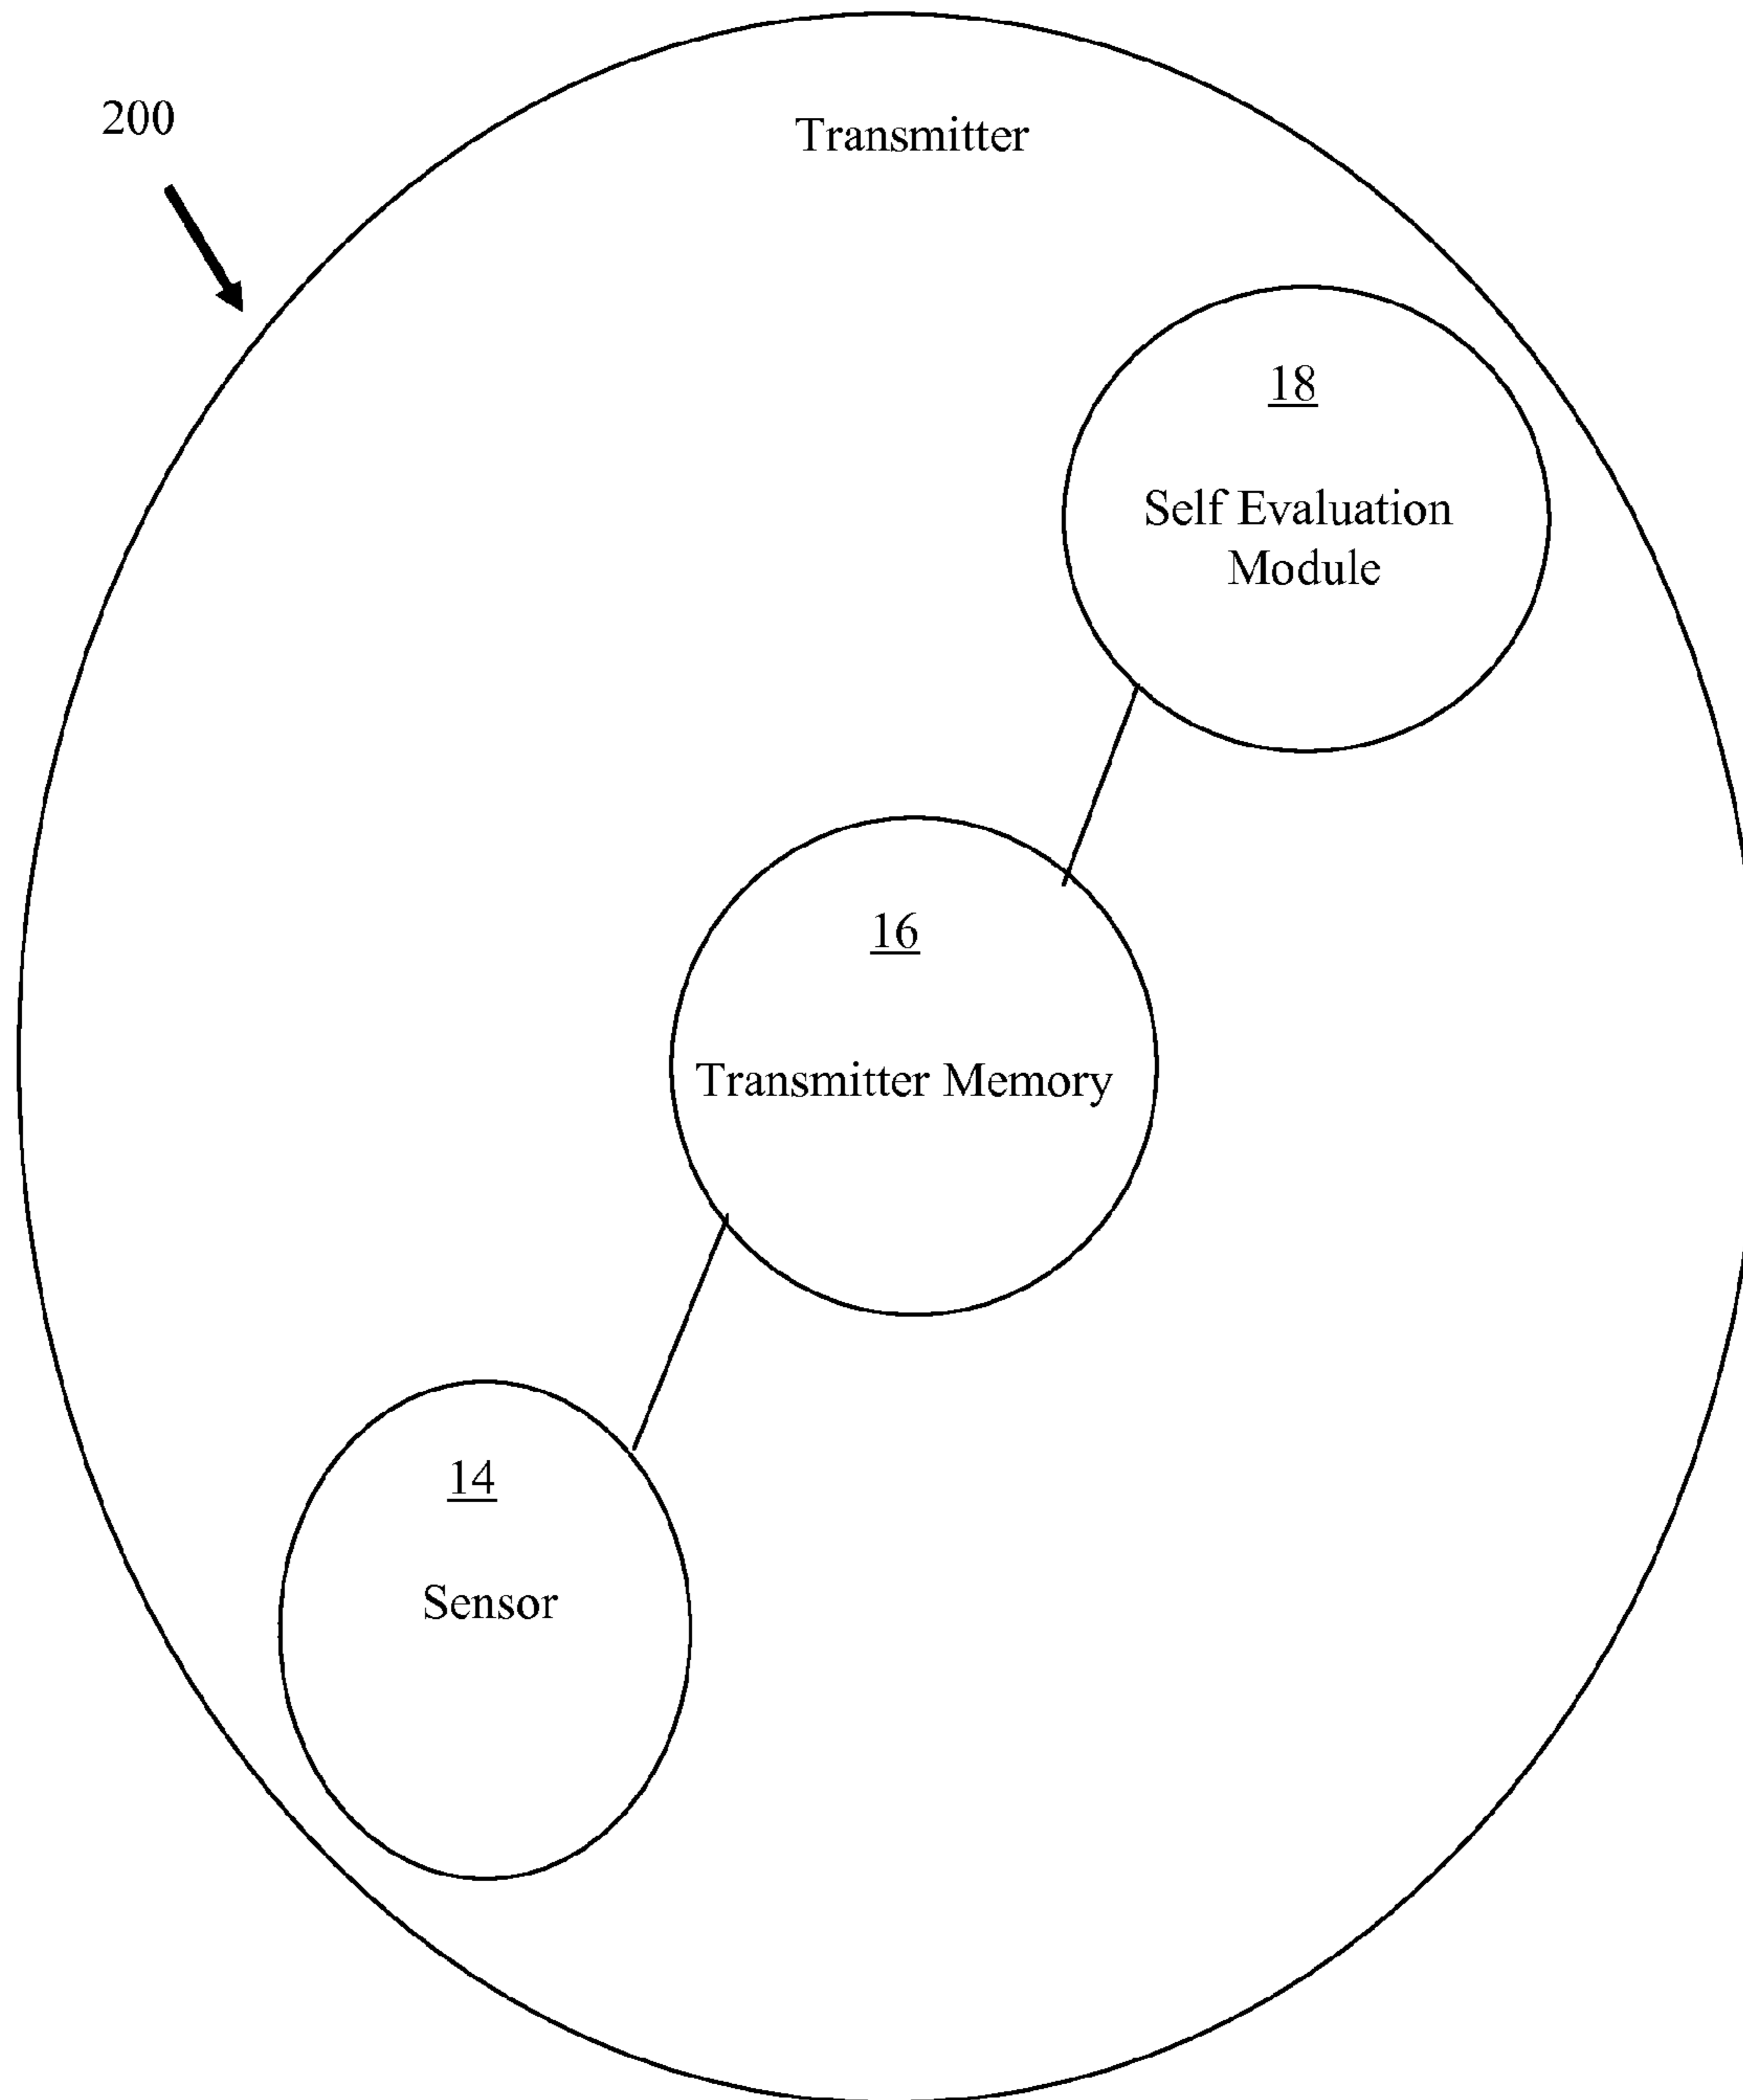 200
Transmitter
18
Self Evaluation
Module
16
Transmitter Memory
14
Sensor